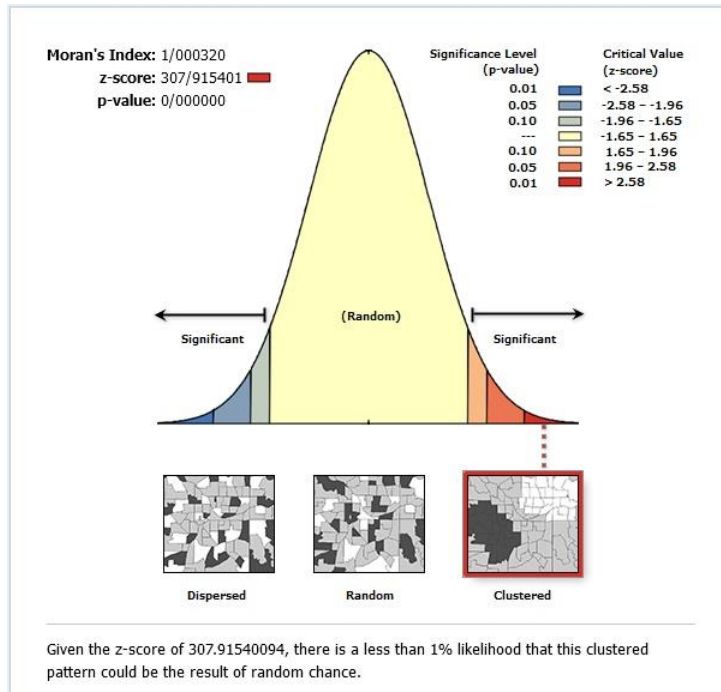 Moran's Index: 1/000320
z-score: 307/915401
p-value: 0/000000
Significance Level
(p-value)
Critical Value
(z-score)
0.01 < -2.58
0.05 -2.58 – -1.96
0.10 -1.96 – -1.65
--- -1.65 – 1.65
0.10 1.65 – 1.96
0.05 1.96 – 2.58
0.01 > 2.58
(Random)
Significant
Significant
Dispersed
Random
Clustered
Given the z-score of 307.91540094, there is a less than 1% likelihood that this clustered
pattern could be the result of random chance.